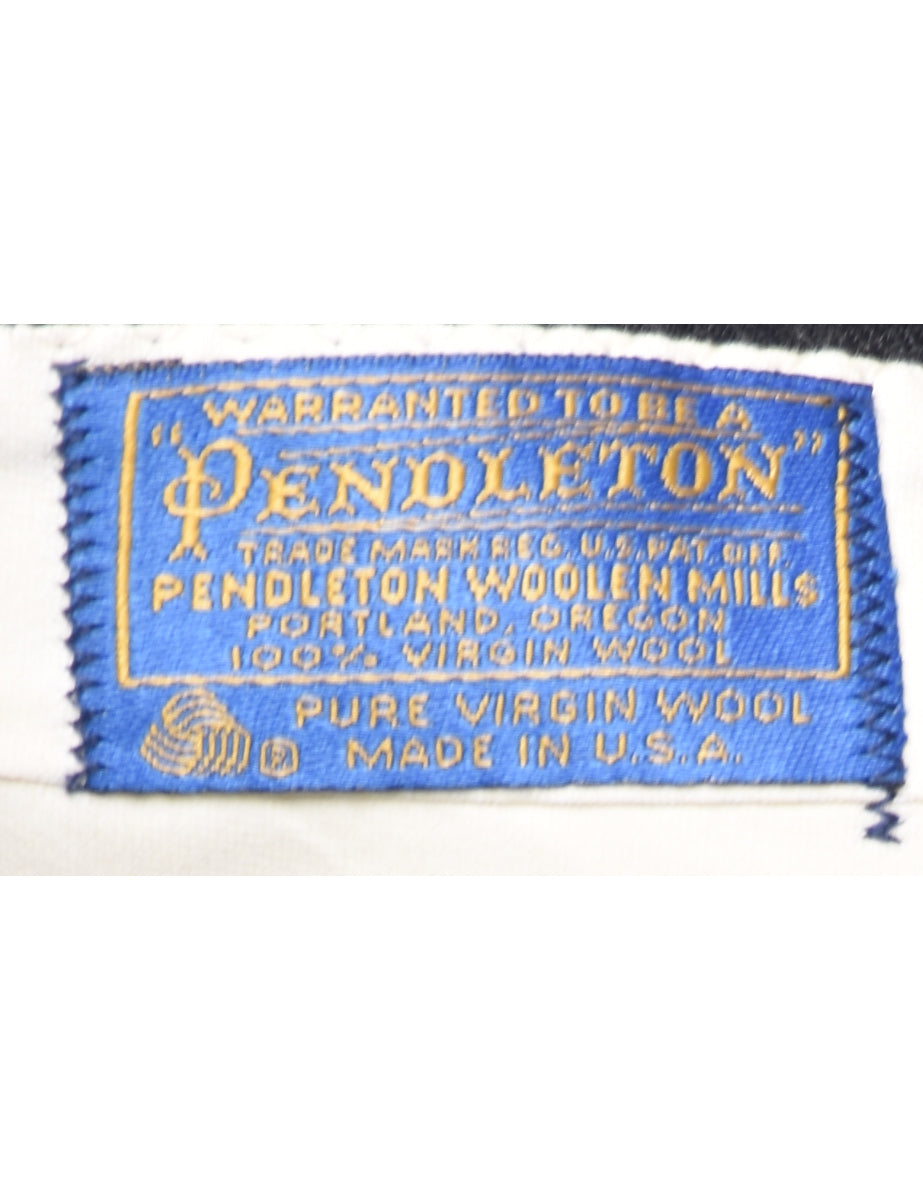 WARRANTED TO BE A
"PENDLETON"
TRADE MARK REG. U.S. PAT. OFF.
PENDLETON WOOLEN MILLS
PORTLAND, OREGON
100% VIRGIN WOOL
PURE VIRGIN WOOL
® MADE IN U.S.A.